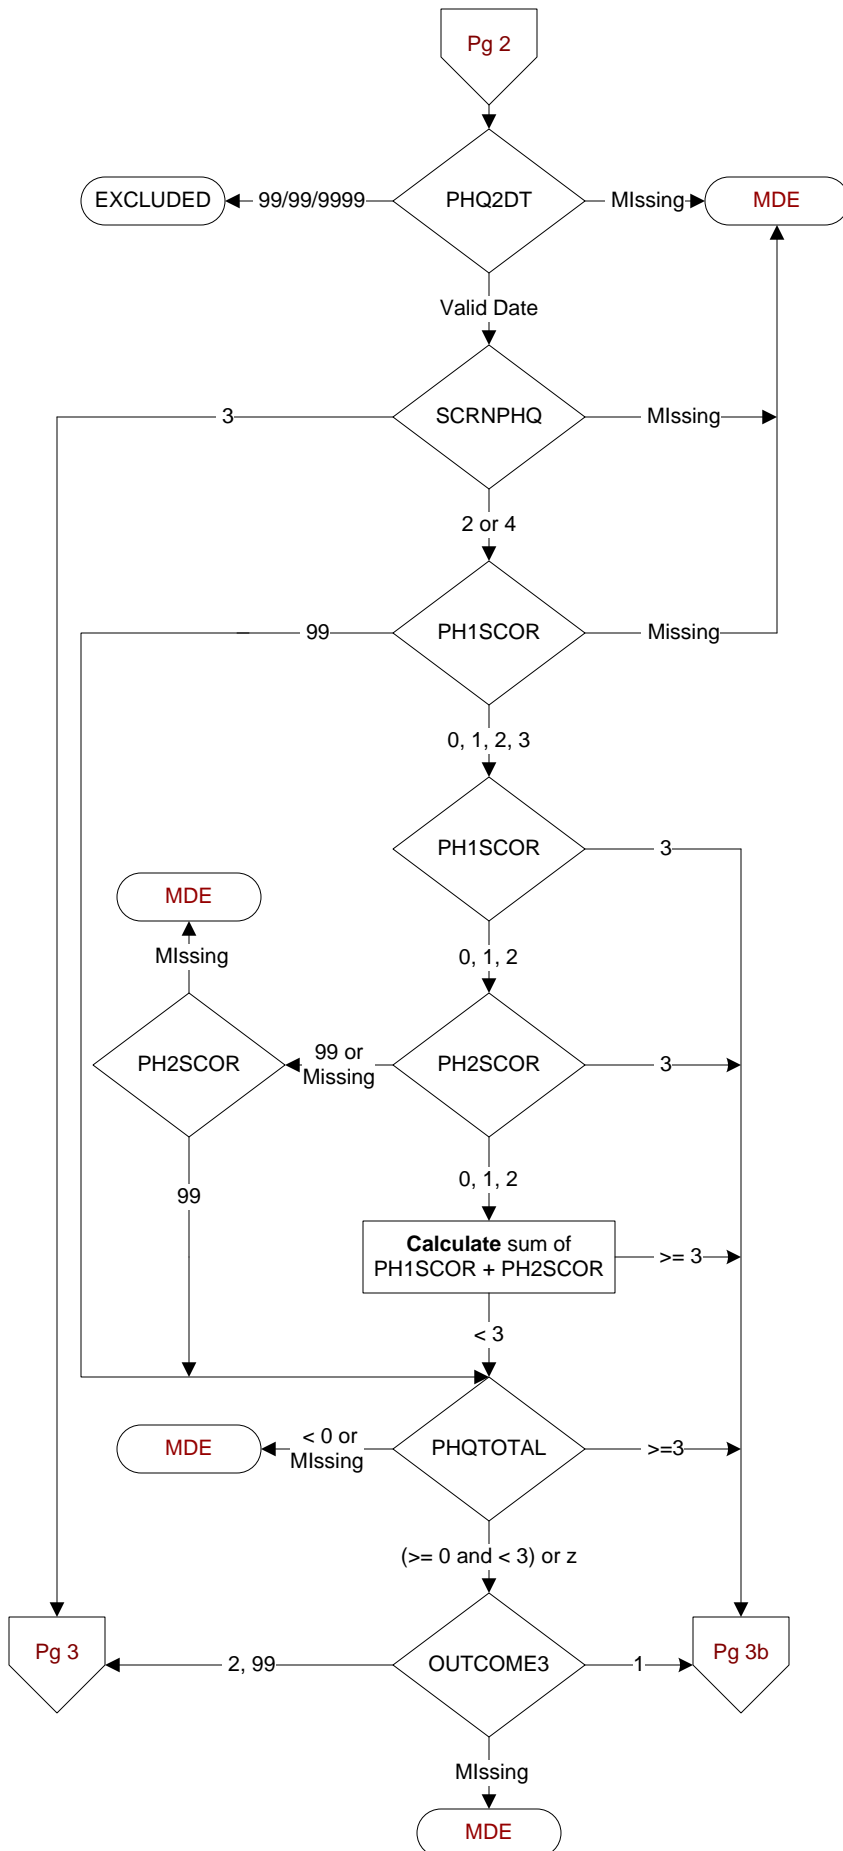 Pg 2
EXCLUDED
99/99/9999
PHQ2DT
MIssing
MDE
Valid Date
3
SCRNPHQ
MIssing
2 or 4
99
PH1SCOR
Missing
0, 1, 2, 3
PH1SCOR
3
MDE
MIssing
0, 1, 2
PH2SCOR
99 or
Missing
PH2SCOR
3
99
0, 1, 2
Calculate sum of
PH1SCOR + PH2SCOR
>= 3
< 3
MDE
< 0 or
MIssing
PHQTOTAL
>=3
(>= 0 and < 3) or z
Pg 3
2, 99
OUTCOME3
1
Pg 3b
MIssing
MDE